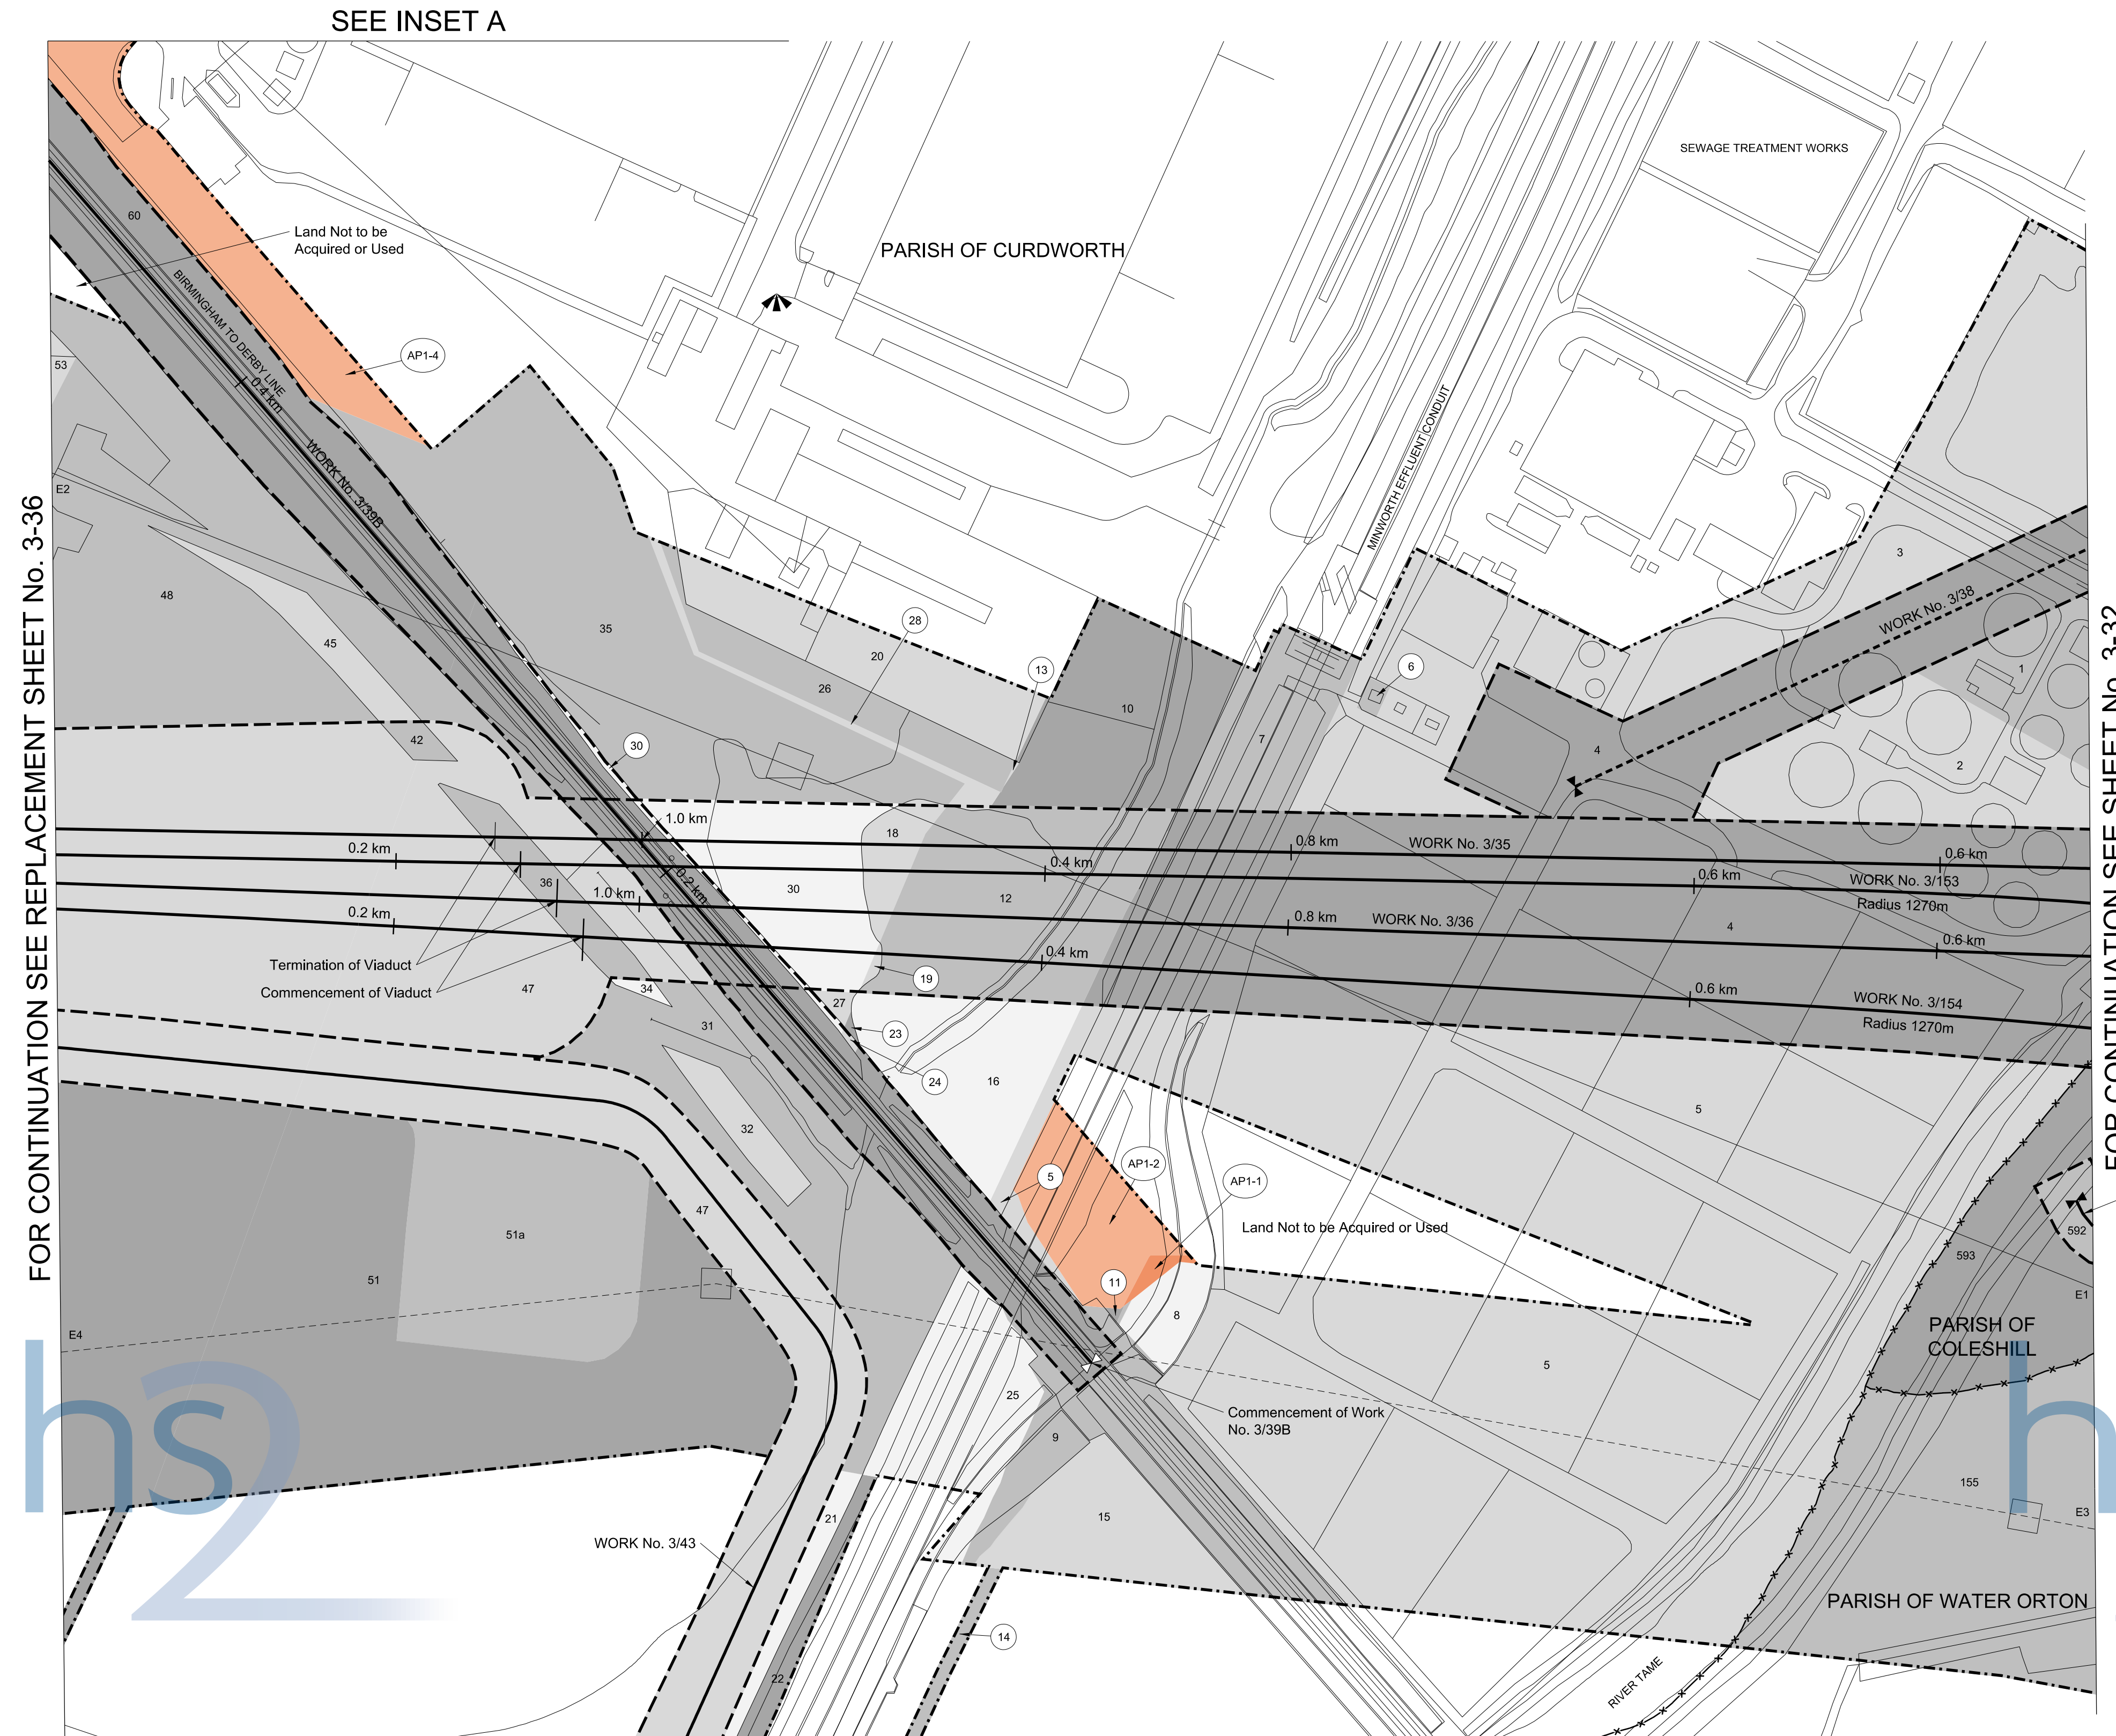 SEE INSET A
SEWAGE TREATMENT WORKS
60
Land Not to be
Acquired or Used
PARISH OF CURDWORTH
BIRMINGHAM TO DERBY LINE
AP1-4
53
0.4 km
WORK No. 3/39B
MINWORTH EFFLUENT CONDUIT
E2
FOR CONTINUATION SEE REPLACEMENT SHEET No. 3-36
48
45
35
28
20
26
13
10
6
7
3
WORK No. 3/38
1
2
4
42
30
1.0 km
18
0.8 km
WORK No. 3/35
0.6 km
0.2 km
0.4 km
0.6 km
WORK No. 3/153
Radius 1270m
36
1.0 km
0.2 km
30
12
0.8 km
WORK No. 3/36
4
0.6 km
0.2 km
0.4 km
Termination of Viaduct
Commencement of Viaduct
47
34
19
27
0.6 km
WORK No. 3/154
Radius 1270m
31
23
24
16
5
32
5
AP1-2
AP1-1
Land Not to be Acquired or Used
47
51a
51
11
8
592
593
E1
E4
PARISH OF
COLESHILL
5
25
9
Commencement of Work
No. 3/39B
155
E3
15
21
WORK No. 3/43
14
22
PARISH OF WATER ORTON
RIVER TAME
hs2
h
FOR CONTINUATION SEE SHEET No. 3-32